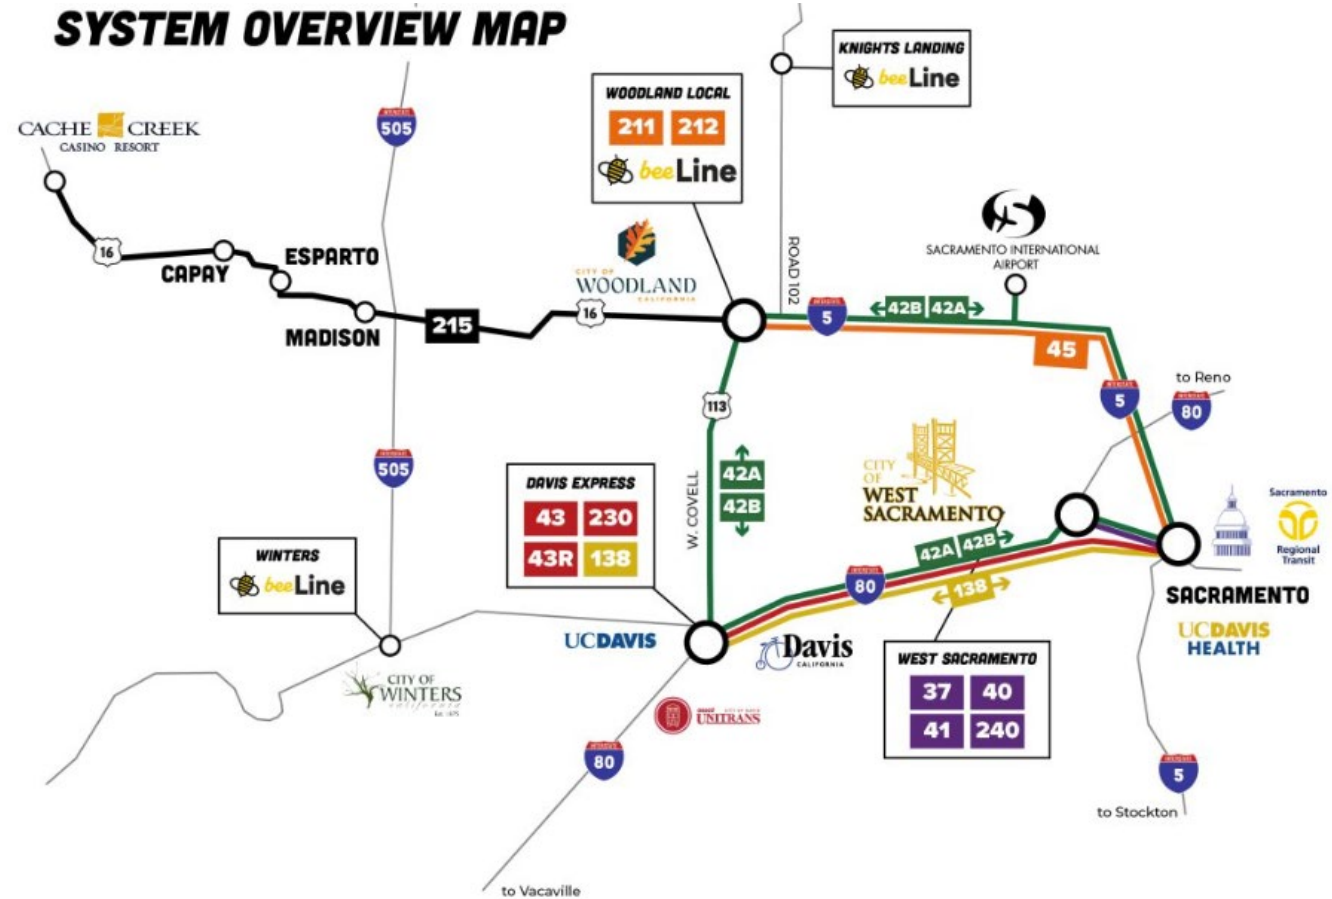 SYSTEM OVERVIEW MAP
KNIGHTS LANDING
beeLine
WOODLAND LOCAL
211 212
beeLine
505
CACHE CREEK
CASINO RESORT
16
CAPAY
ESPARTO
MADISON
215
16
CITY OF
WOODLAND
CALIFORNIA
ROAD 102
5
42B 42A
SACRAMENTO INTERNATIONAL
AIRPORT
45
5
to Reno
80
113
505
W. COVELL
42A
42B
DAVIS EXPRESS
43 230
43R 138
CITY
OF
WEST
SACRAMENTO
42A 42B
80
138
Sacramento
Regional
Transit
SACRAMENTO
UCDAVIS
HEALTH
WINTERS
beeLine
CITY OF
WINTERS
california
Est. 1875
UCDAVIS
Davis
CALIFORNIA
UNITRANS
WEST SACRAMENTO
37 40
41 240
80
to Vacaville
5
to Stockton